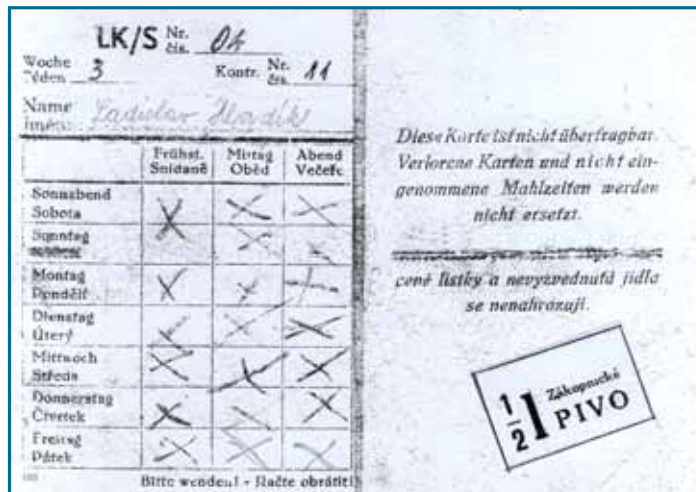 LK/S Nr. čís. 04
Woche
Týden 3 Kontr. Nr. čís. 11
Name
Jméno: Ladislav Hladík
Frühst. Mittag Abend
Snídaně Oběd Večeře
Sonnabend
Sobota
Sonntag
Montag
Pondělí
Dienstag
Úterý
Mittwoch
Středa
Donnerstag
Čtvrtek
Freitag
Pátek
Bitte wenden! - Račte obrátit!
Diese Karte ist nicht übertragbar.
Verlorene Karten und nicht ein-
genommene Mahlzeiten werden
nicht ersetzt.
cené lístky a nevyzvednutá jídla
se nenahrazují.
1/2 l Zákopnické
PIVO